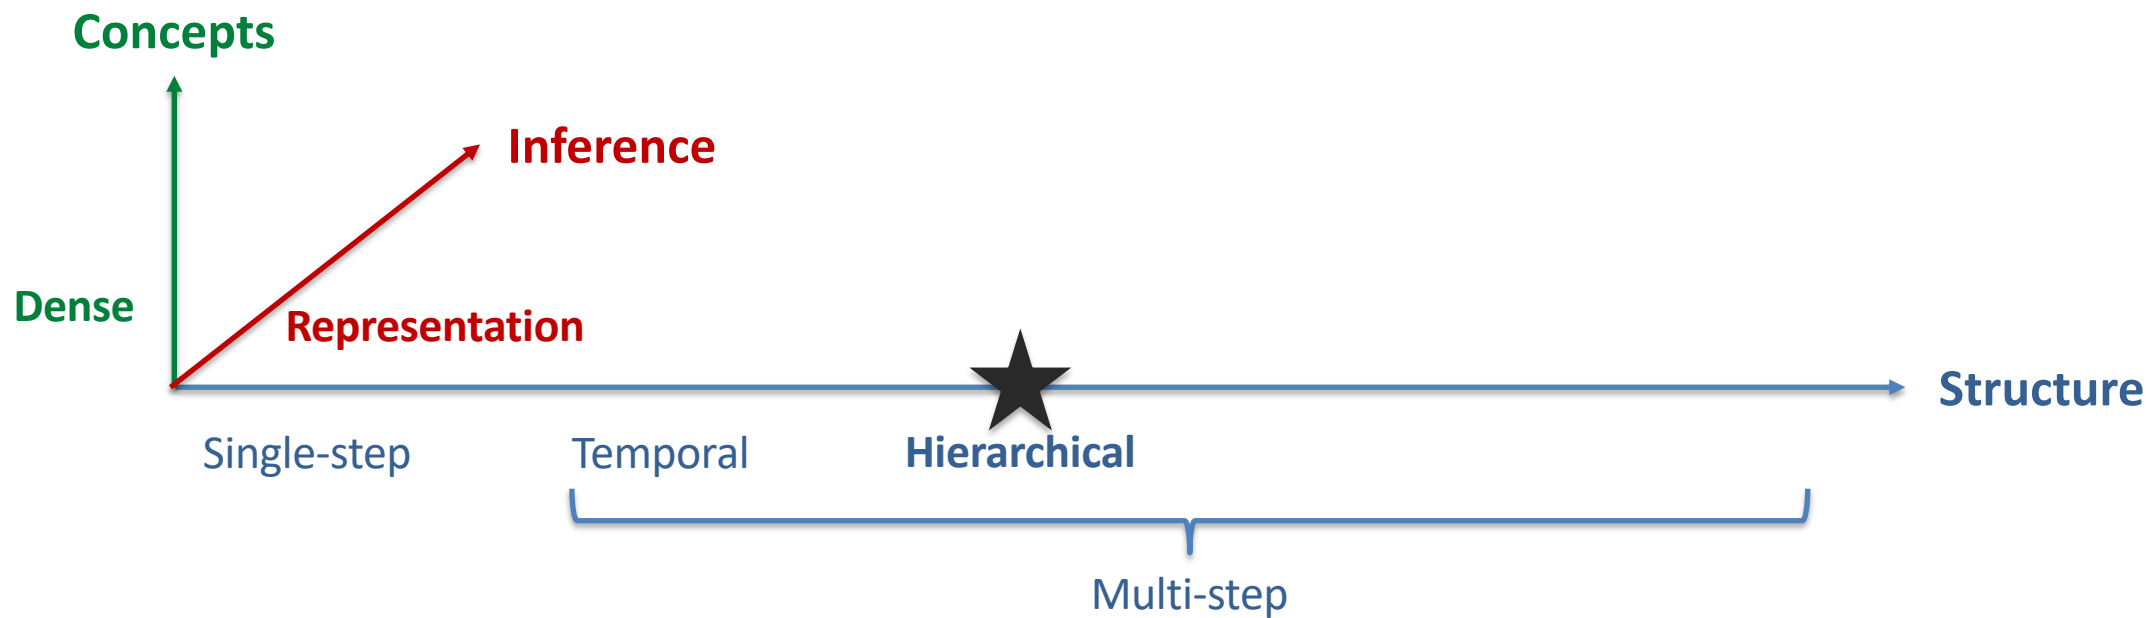 Concepts
Inference
Dense
Representation
Structure
Single-step
Temporal
Hierarchical
Multi-step